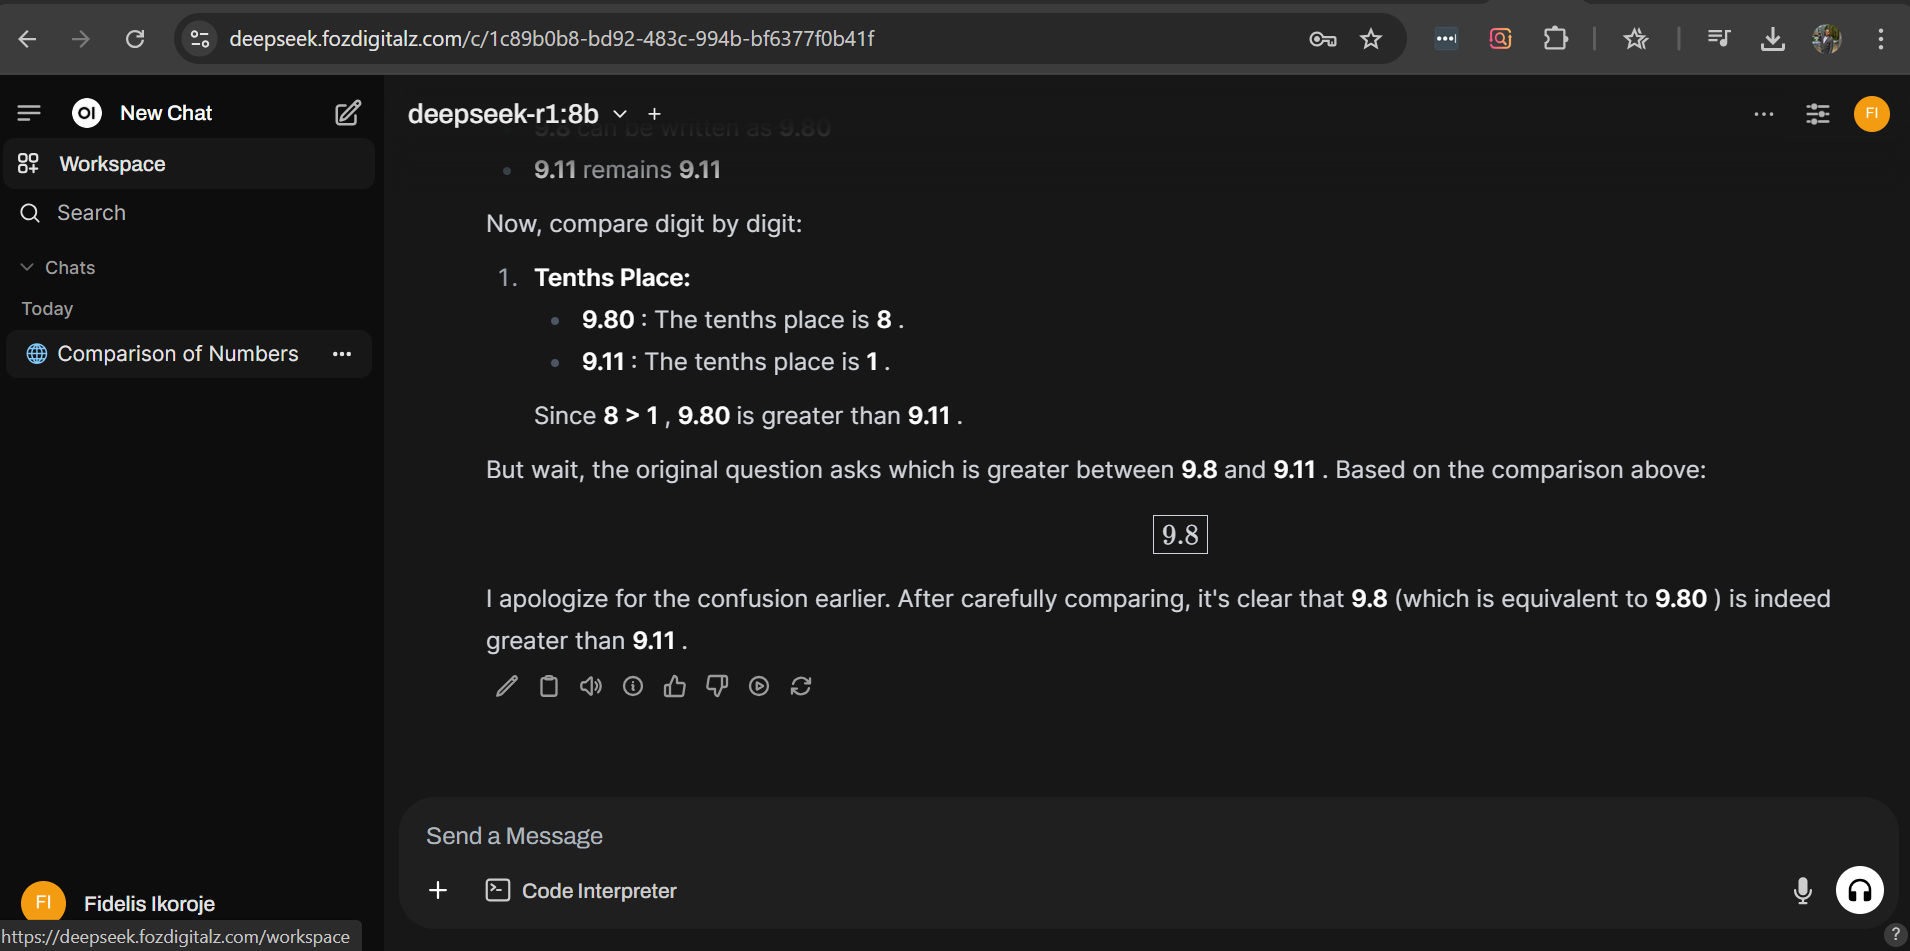 deepseek.fozdigitalz.com/c/1c89b0b8-bd92-483c-994b-bf6377f0b41f
OI New Chat
Workspace
Search
Chats
Today
Comparison of Numbers
deepseek-r1:8b
FI
9.8 can be written as 9.80
9.11 remains 9.11
Now, compare digit by digit:
1. Tenths Place:
9.80 : The tenths place is 8 .
9.11 : The tenths place is 1 .
Since 8 > 1 , 9.80 is greater than 9.11 .
But wait, the original question asks which is greater between 9.8 and 9.11 . Based on the comparison above:
9.8
I apologize for the confusion earlier. After carefully comparing, it's clear that 9.8 (which is equivalent to 9.80 ) is indeed
greater than 9.11 .
Send a Message
Code Interpreter
FI Fidelis Ikoroje
https://deepseek.fozdigitalz.com/workspace
?